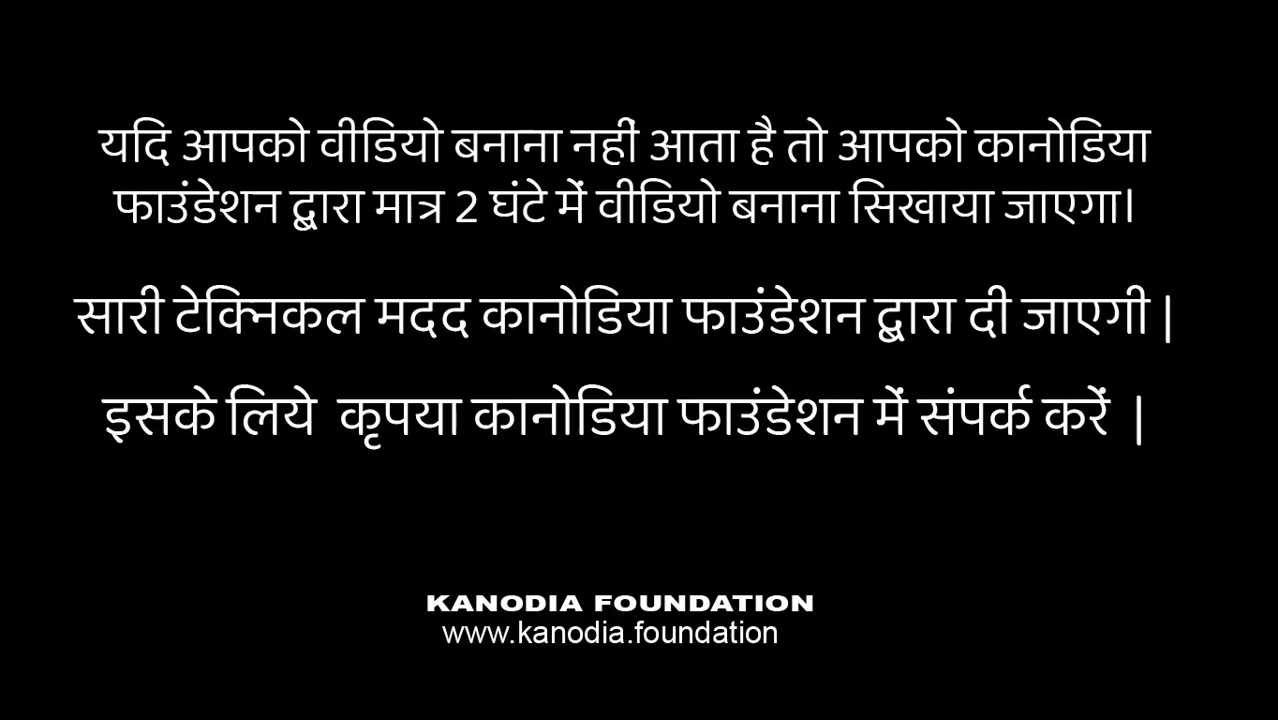 यदि आपको वीडियो बनाना नहीं आता है तो आपको कानोडिया
फाउंडेशन द्वारा मात्र 2 घंटे में वीडियो बनाना सिखाया जाएगा।
सारी टेक्निकल मदद कानोडिया फाउंडेशन द्वारा दी जाएगी |
इसके लिये कृपया कानोडिया फाउंडेशन में संपर्क करें |
KANODIA FOUNDATION
www.kanodia.foundation